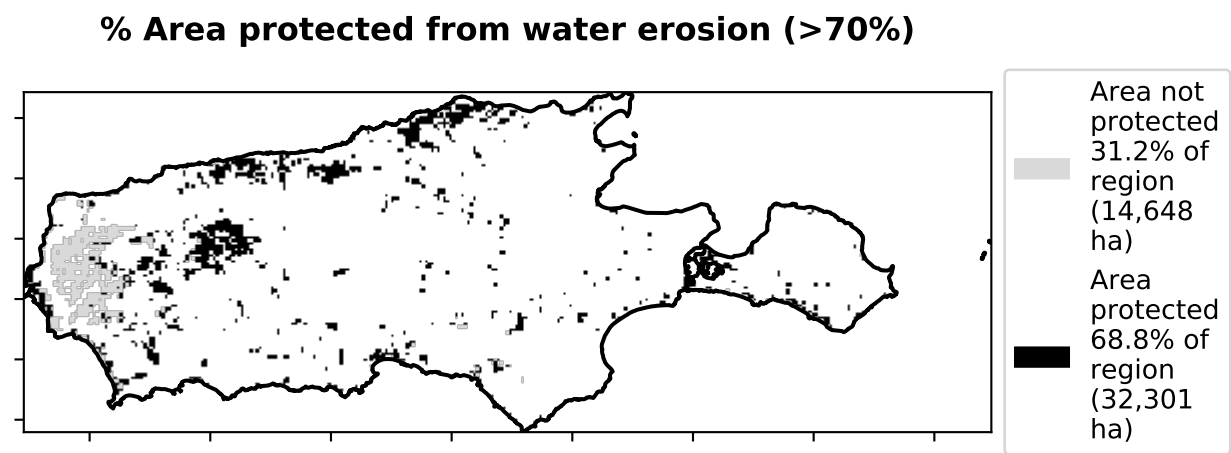 % Area protected from water erosion (>70%)
Area not
protected
31.2% of
region
(14,648
ha)
Area
protected
68.8% of
region
(32,301
ha)